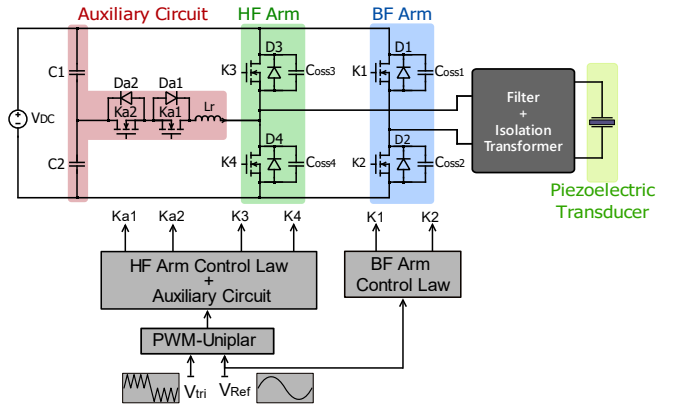 Auxiliary Circuit
HF Arm
BF Arm
C1
Da2
Da1
Ka2
Ka1
Lr
VDC
C2
D3
K3
Coss3
D4
K4
Coss4
D1
K1
Coss1
D2
K2
Coss2
Filter
+
Isolation
Transformer
Piezoelectric
Transducer
Ka1
Ka2
K3
K4
K1
K2
HF Arm Control Law
+
Auxiliary Circuit
BF Arm
Control Law
PWM-Uniplar
Vtri
VRef